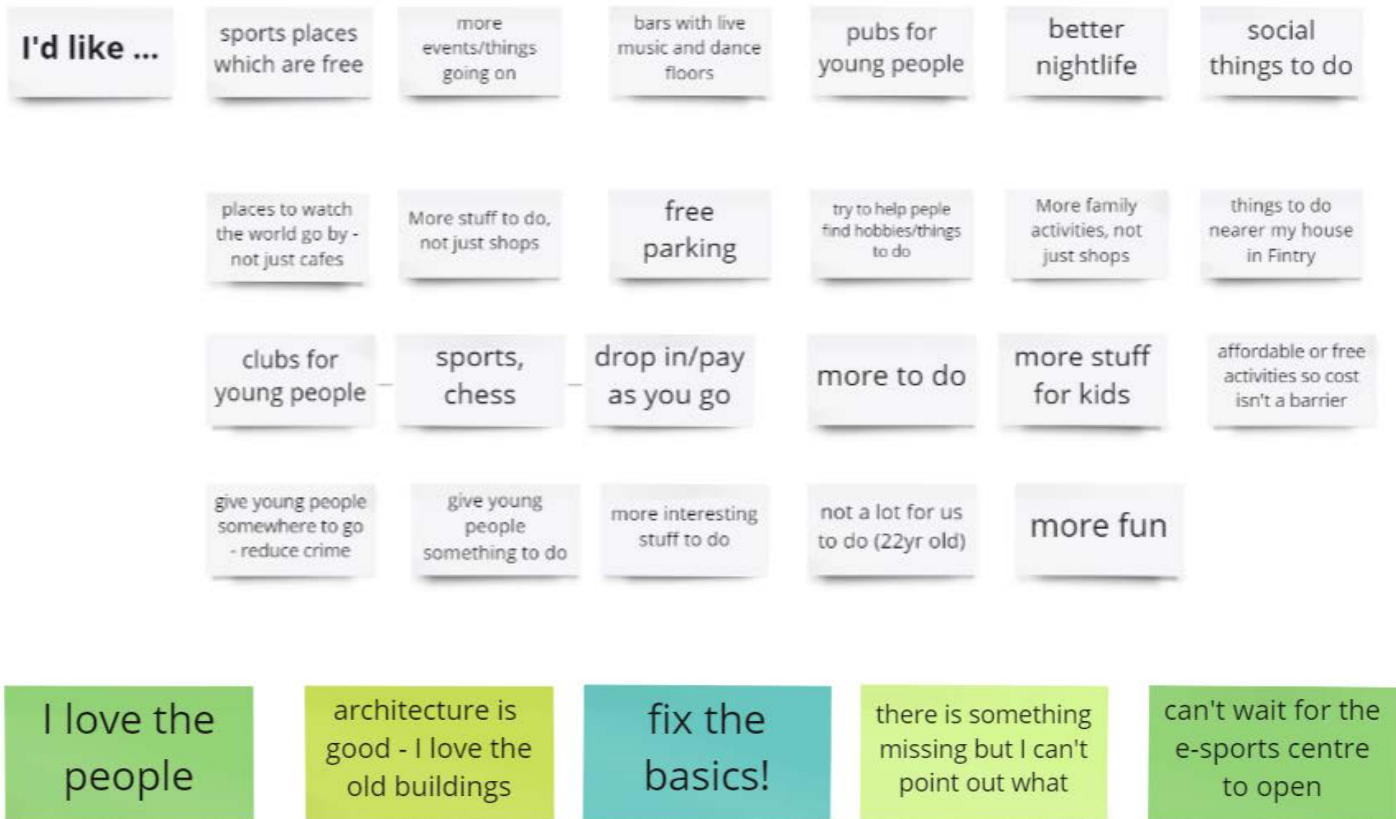 I'd like ...
sports places
which are free
more
events/things
going on
bars with live
music and dance
floors
pubs for
young people
better
nightlife
social
things to do
places to watch
the world go by -
not just cafes
More stuff to do,
not just shops
free
parking
try to help peple
find hobbies/things
to do
More family
activities, not
just shops
things to do
nearer my house
in Fintry
clubs for
young people
sports,
chess
drop in/pay
as you go
more to do
more stuff
for kids
affordable or free
activities so cost
isn't a barrier
give young people
somewhere to go
- reduce crime
give young
people
something to do
more interesting
stuff to do
not a lot for us
to do (22yr old)
more fun
I love the
people
architecture is
good - I love the
old buildings
fix the
basics!
there is something
missing but I can't
point out what
can't wait for the
e-sports centre
to open